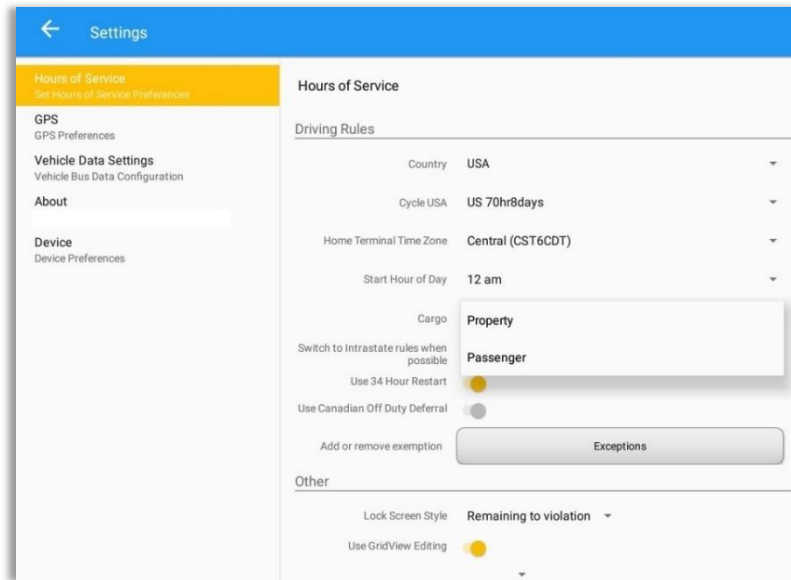 Settings
Hours of Service
Set Hours of Service Preferences
GPS
GPS Preferences
Vehicle Data Settings
Vehicle Bus Data Configuration
About
Device
Device Preferences
Hours of Service
Driving Rules
Country USA
Cycle USA US 70hr8days
Home Terminal Time Zone Central (CST6CDT)
Start Hour of Day 12 am
Cargo Property
Passenger
Switch to Intrastate rules when
possible
Use 34 Hour Restart
Use Canadian Off Duty Deferral
Add or remove exemption Exceptions
Other
Lock Screen Style Remaining to violation
Use GridView Editing